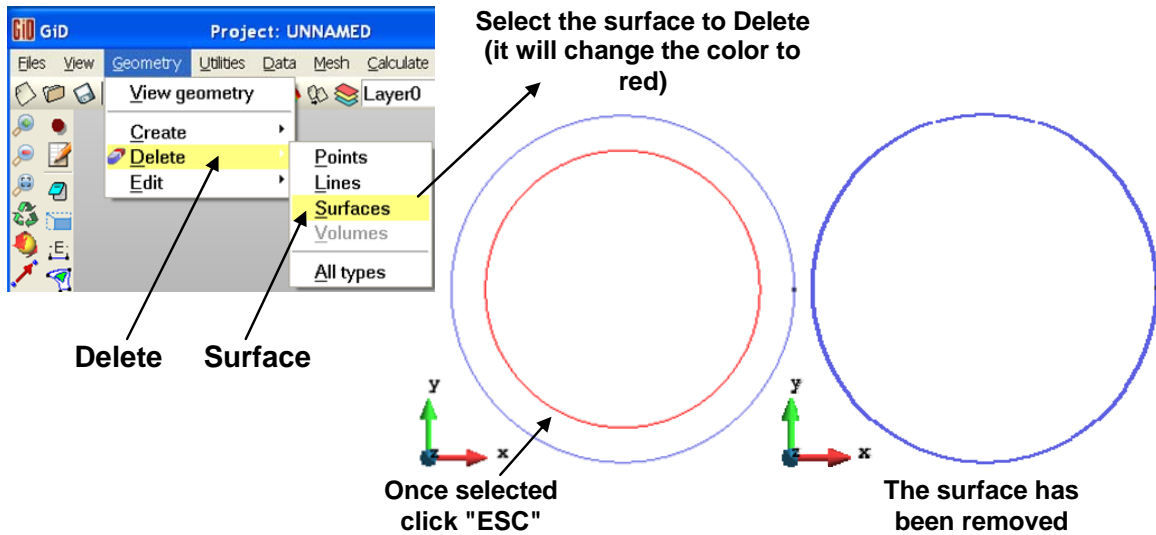 GiD GiD Project: UNNAMED
Files View Geometry Utilities Data Mesh Calculate
Layer0
View geometry
Create
Delete
Edit
Points
Lines
Surfaces
Volumes
All types
:E:
Delete Surface
Select the surface to Delete
(it will change the color to
red)
y
z
x
Once selected
click "ESC"
y
z
x
The surface has
been removed